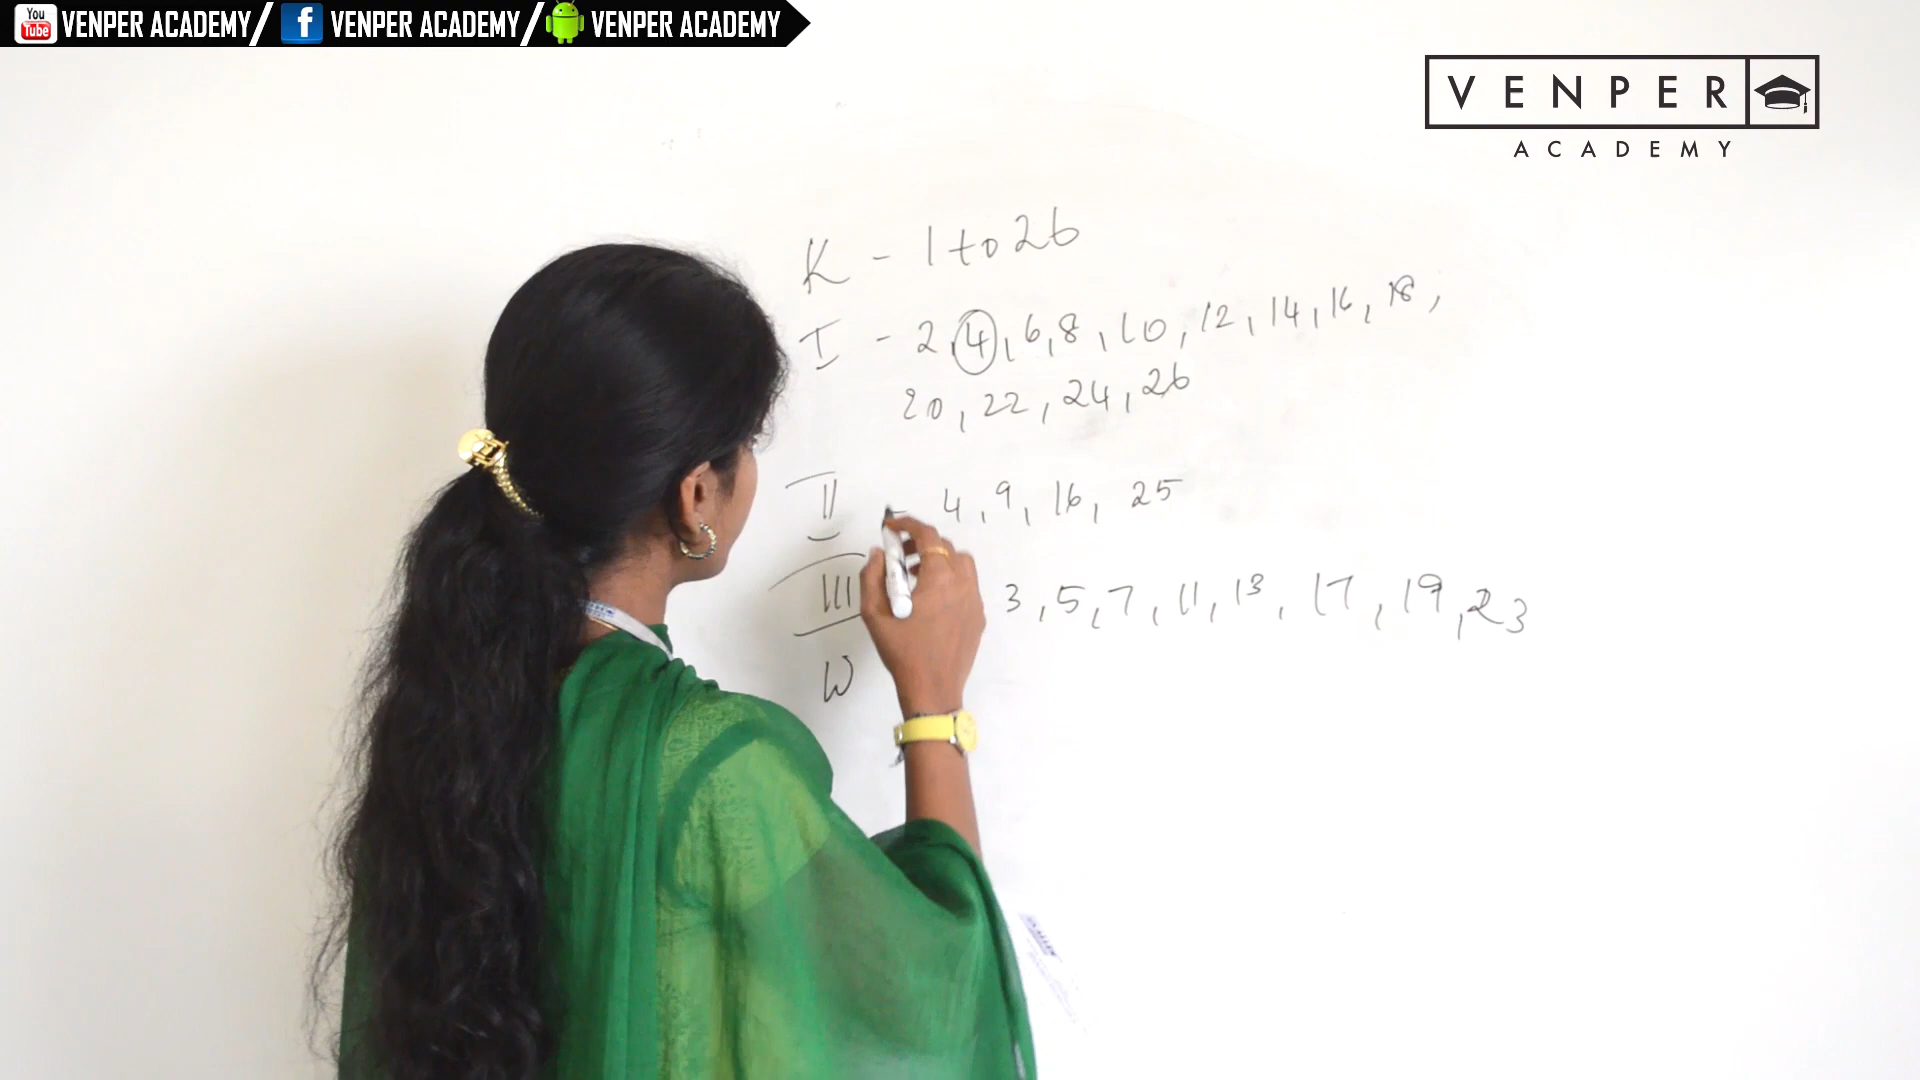 You Tube VENPER ACADEMY / f VENPER ACADEMY / VENPER ACADEMY
VENPER
ACADEMY
K - 1 to 26
I - 2, 4, 6, 8, 10, 12, 14, 16, 18,
20, 22, 24, 26
II - 4, 9, 16, 25
III 3, 5, 7, 11, 13, 17, 19, 23